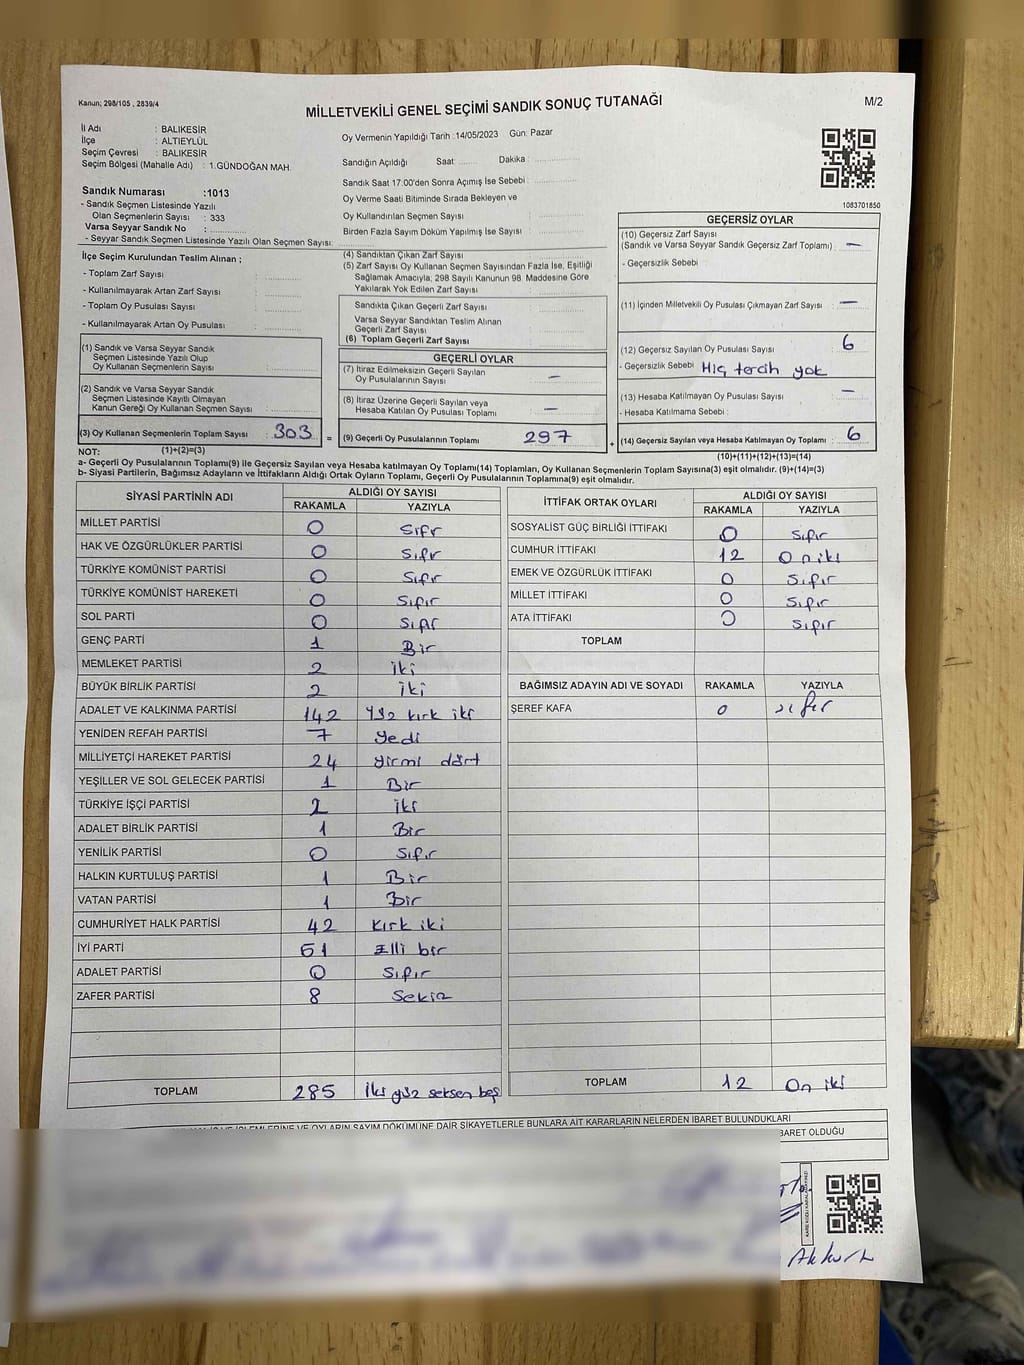 Kanun; 298/105 , 2839/4
MİLLETVEKİLİ GENEL SEÇİMİ SANDIK SONUÇ TUTANAĞI
M/2
İl Adı : BALIKESİR
İlçe : ALTIEYLÜL
Seçim Çevresi : BALIKESİR
Seçim Bölgesi (Mahalle Adı) : 1.GÜNDOĞAN MAH.
Sandık Numarası :1013
- Sandık Seçmen Listesinde Yazılı
Olan Seçmenlerin Sayısı : 333
Varsa Seyyar Sandık No :
- Seyyar Sandık Seçmen Listesinde Yazılı Olan Seçmen Sayısı:
Oy Vermenin Yapıldığı Tarih :14/05/2023 Gün: Pazar
Sandığın Açıldığı Saat Dakika :
Sandık Saat 17:00'den Sonra Açımış İse Sebebi :
Oy Verme Saati Bitiminde Sırada Bekleyen ve
Oy Kullandırılan Seçmen Sayısı
Birden Fazla Sayım Döküm Yapılmış İse Sayısı :
1083701850
İlçe Seçim Kurulundan Teslim Alınan ;
- Toplam Zarf Sayısı :
- Kullanılmayarak Artan Zarf Sayısı :
- Toplam Oy Pusulası Sayısı :
- Kullanılmayarak Artan Oy Pusulası :
(4) Sandıktan Çıkan Zarf Sayısı :
(5) Zarf Sayısı Oy Kullanan Seçmen Sayısından Fazla İse, Eşitliği
Sağlamak Amacıyla; 298 Sayılı Kanunun 98. Maddesine Göre
Yakılarak Yok Edilen Zarf Sayısı :
Sandıkta Çıkan Geçerli Zarf Sayısı :
Varsa Seyyar Sandıktan Teslim Alınan
Geçerli Zarf Sayısı :
(6) Toplam Geçerli Zarf Sayısı :
GEÇERSİZ OYLAR
(10) Geçersiz Zarf Sayısı
(Sandık ve Varsa Seyyar Sandık Geçersiz Zarf Toplamı) : —
- Geçersizlik Sebebi :
(11) İçinden Milletvekili Oy Pusulası Çıkmayan Zarf Sayısı : —
(12) Geçersiz Sayılan Oy Pusulası Sayısı : 6
- Geçersizlik Sebebi : Hiç tercih yok
(13) Hesaba Katılmayan Oy Pusulası Sayısı : —
- Hesaba Katılmama Sebebi :
(14) Geçersiz Sayılan veya Hesaba Katılmayan Oy Toplamı : 6
(10)+(11)+(12)+(13)=(14)
(1) Sandık ve Varsa Seyyar Sandık
Seçmen Listesinde Yazılı Olup
Oy Kullanan Seçmenlerin Sayısı :
(2) Sandık ve Varsa Seyyar Sandık
Seçmen Listesinde Kayıtlı Olmayan
Kanun Gereği Oy Kullanan Seçmen Sayısı :
(3) Oy Kullanan Seçmenlerin Toplam Sayısı : 303 =
(1)+(2)=(3)
GEÇERLİ OYLAR
(7) İtiraz Edilmeksizin Geçerli Sayılan
Oy Pusulalarının Sayısı : —
(8) İtiraz Üzerine Geçerli Sayılan veya
Hesaba Katılan Oy Pusulası Toplamı : —
(9) Geçerli Oy Pusulalarının Toplamı : 297 +
NOT:
a- Geçerli Oy Pusulalarının Toplamı(9) ile Geçersiz Sayılan veya Hesaba katılmayan Oy Toplamı(14) Toplamları, Oy Kullanan Seçmenlerin Toplam Sayısına(3) eşit olmalıdır. (9)+(14)=(3)
b- Siyasi Partilerin, Bağımsız Adayların ve İttifakların Aldığı Ortak Oyların Toplamı, Geçerli Oy Pusulalarının Toplamına(9) eşit olmalıdır.
SİYASİ PARTİNİN ADI ALDIĞI OY SAYISI
RAKAMLA YAZIYLA
MİLLET PARTİSİ 0 Sıfr
HAK VE ÖZGÜRLÜKLER PARTİSİ 0 Sıfr
TÜRKİYE KOMÜNİST PARTİSİ 0 Sıfr
TÜRKİYE KOMÜNİST HAREKETİ 0 Sıfır
SOL PARTİ 0 Sıfr
GENÇ PARTİ 1 Bir
MEMLEKET PARTİSİ 2 iki
BÜYÜK BİRLİK PARTİSİ 2 iki
ADALET VE KALKINMA PARTİSİ 142 Yüz kırk iki
YENİDEN REFAH PARTİSİ 7 Yedi
MİLLİYETÇİ HAREKET PARTİSİ 24 yirmi dört
YEŞİLLER VE SOL GELECEK PARTİSİ 1 Bir
TÜRKİYE İŞÇİ PARTİSİ 2 iki
ADALET BİRLİK PARTİSİ 1 Bir
YENİLİK PARTİSİ 0 Sıfır
HALKIN KURTULUŞ PARTİSİ 1 Bir
VATAN PARTİSİ 1 Bir
CUMHURİYET HALK PARTİSİ 42 Kırk iki
İYİ PARTİ 51 Elli bir
ADALET PARTİSİ 0 Sıfır
ZAFER PARTİSİ 8 Sekiz
TOPLAM 285 İki yüz seksen beş
İTTİFAK ORTAK OYLARI ALDIĞI OY SAYISI
RAKAMLA YAZIYLA
SOSYALİST GÜÇ BİRLİĞİ İTTİFAKI 0 Sıfır
CUMHUR İTTİFAKI 12 On iki
EMEK VE ÖZGÜRLÜK İTTİFAKI 0 Sıfır
MİLLET İTTİFAKI 0 Sıfır
ATA İTTİFAKI 0 Sıfır
TOPLAM
BAĞIMSIZ ADAYIN ADI VE SOYADI RAKAMLA YAZIYLA
ŞEREF KAFA 0 sıfır
TOPLAM 12 On iki
VE İŞLEMLERİNE VE OYLARIN SAYIM DÖKÜMÜNE DAİR ŞİKAYETLERLE BUNLARA AİT KARARLARIN NELERDEN İBARET BULUNDUKLARI
BARET OLDUĞU
Akkurt